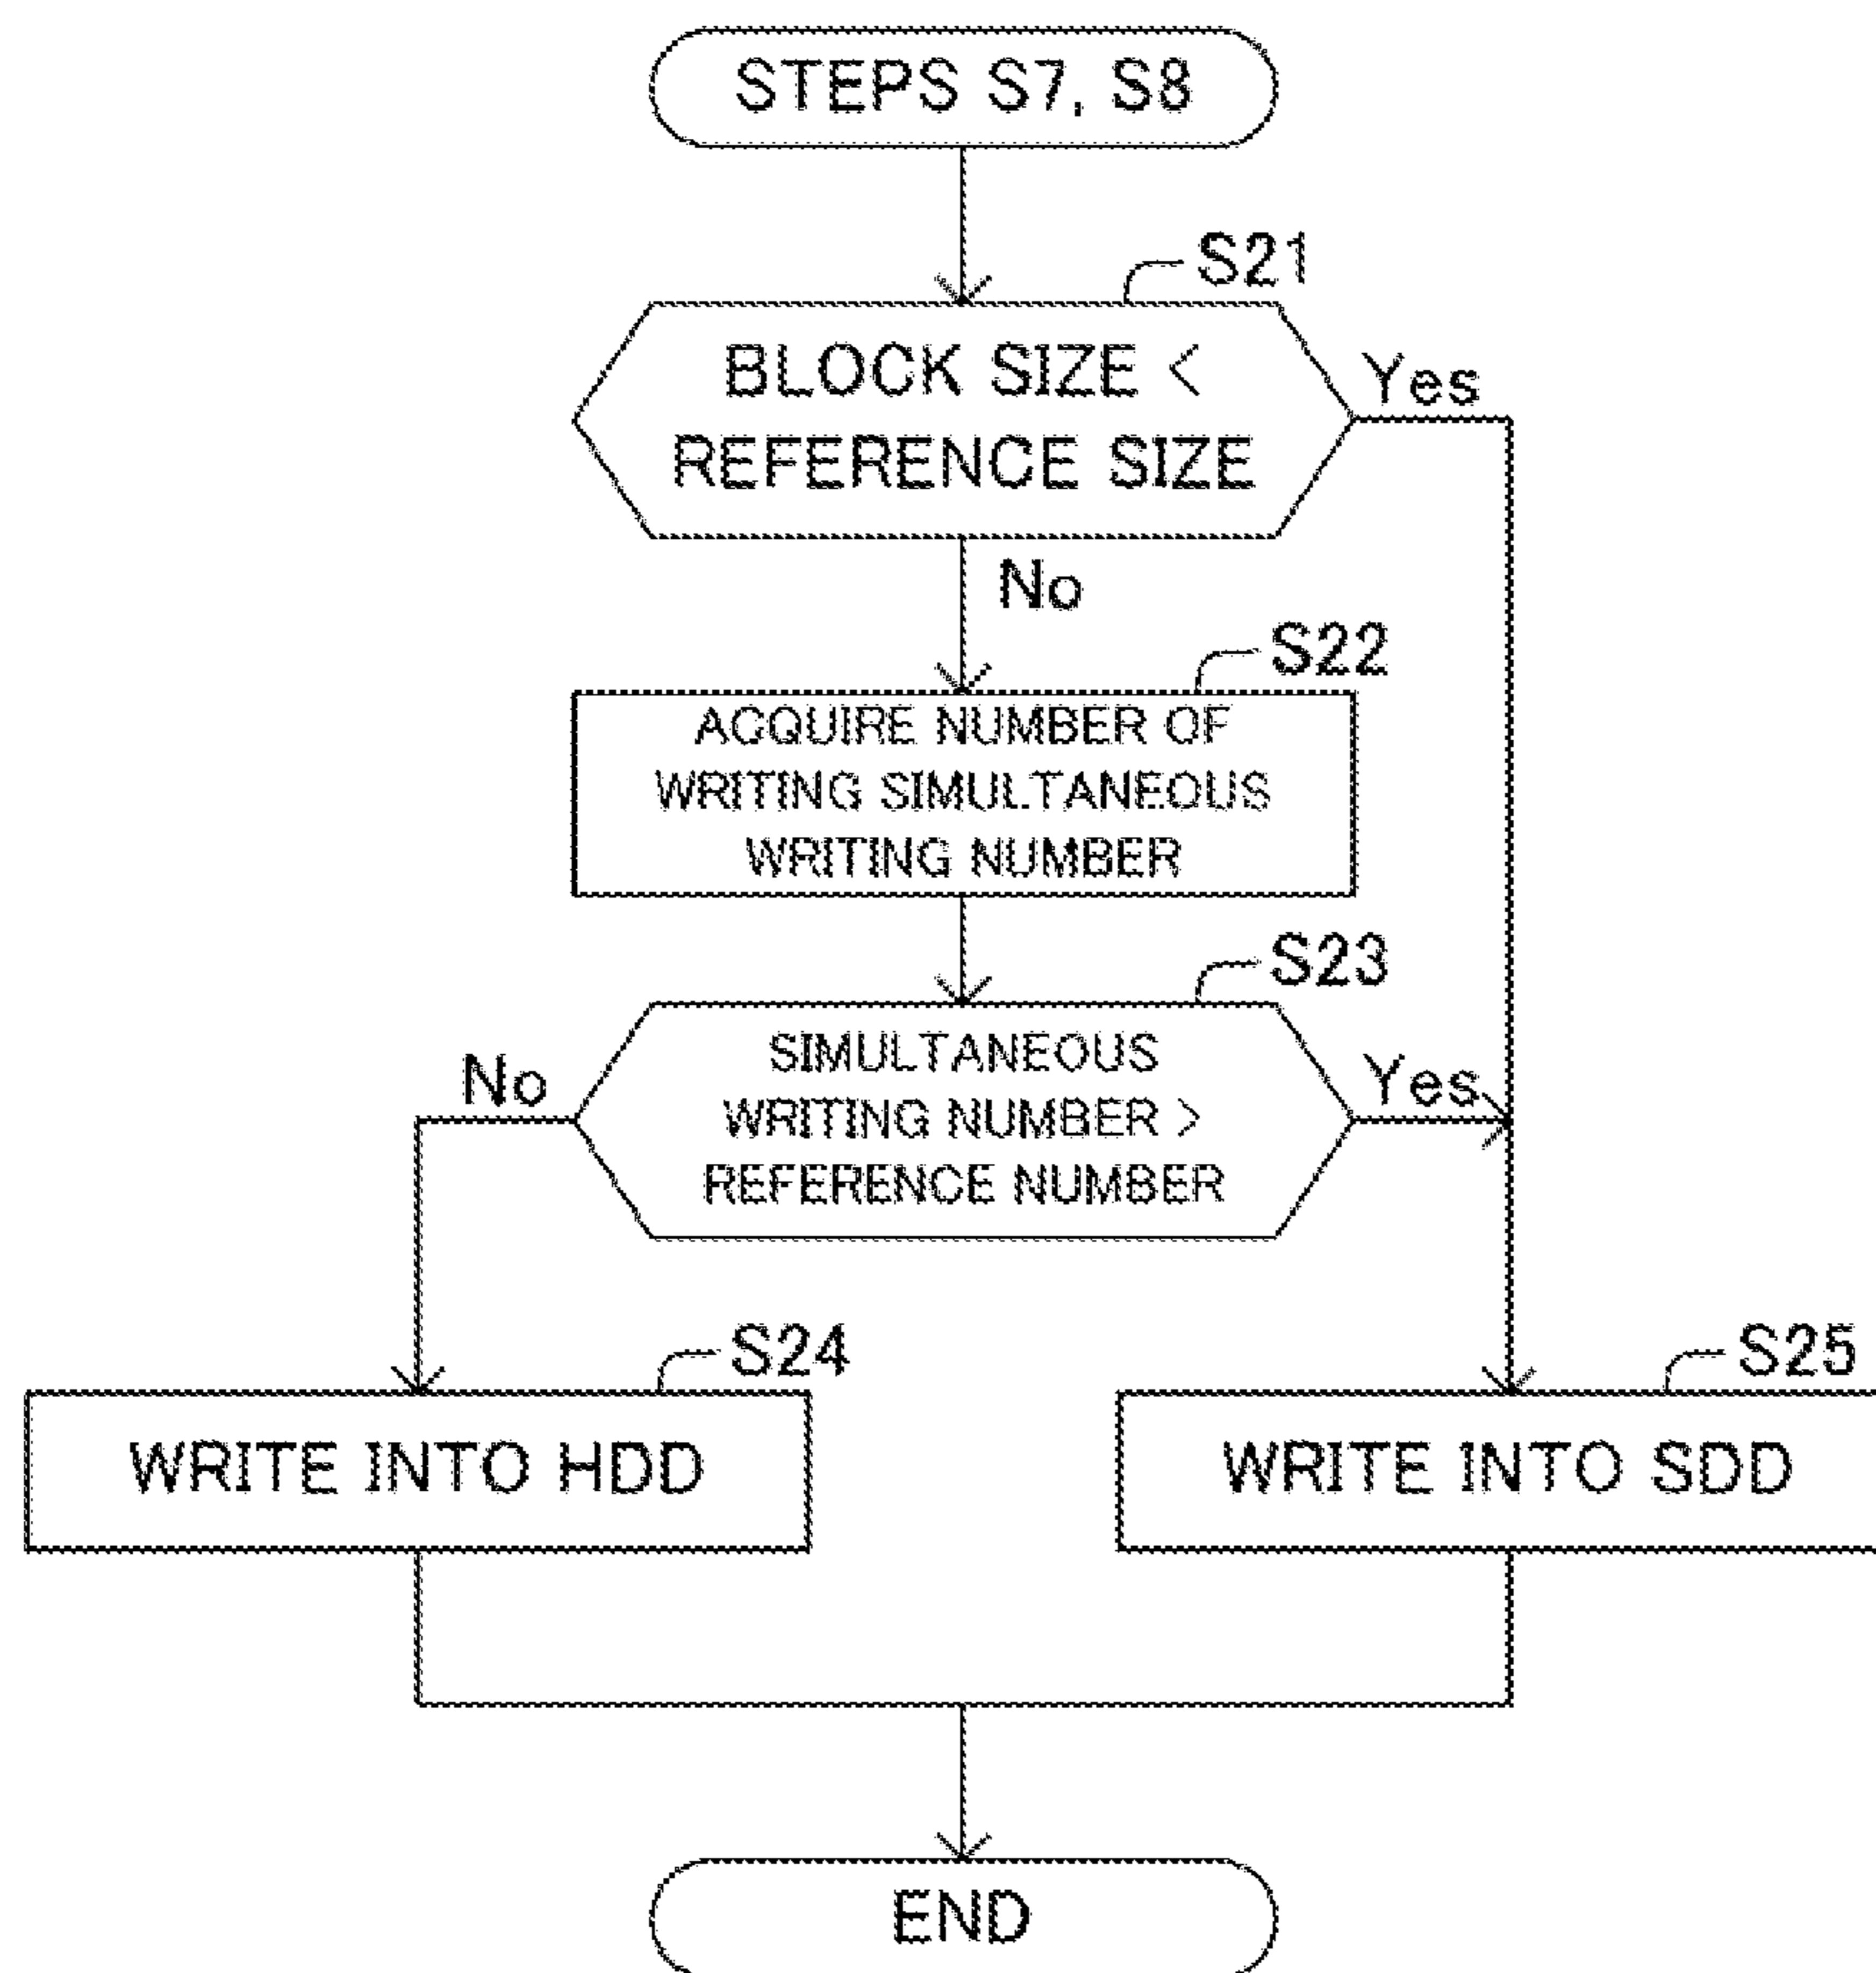 STEPS S7, S8
S21
BLOCK SIZE <
REFERENCE SIZE
Yes
No
S22
ACQUIRE NUMBER OF
WRITING SIMULTANEOUS
WRITING NUMBER
S23
SIMULTANEOUS
WRITING NUMBER >
REFERENCE NUMBER
No
Yes
S24
WRITE INTO HDD
S25
WRITE INTO SDD
END